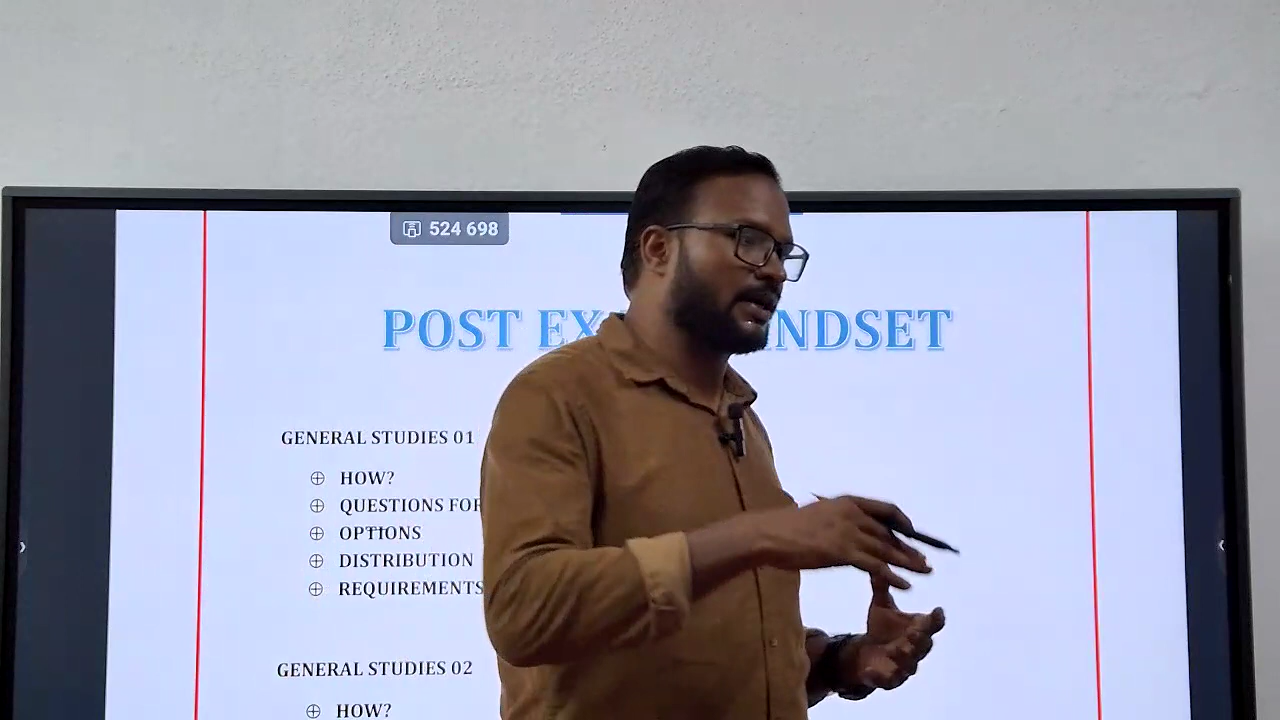 524 698
POST EX NDSET
GENERAL STUDIES 01
HOW?
QUESTIONS FOR
OPTIONS
DISTRIBUTION
REQUIREMENTS
GENERAL STUDIES 02
HOW?